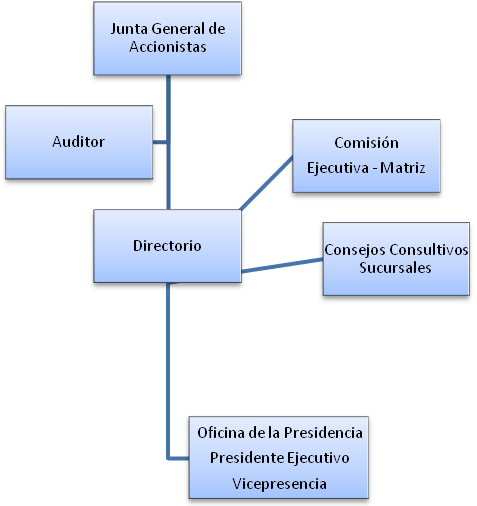 Junta General de
Accionistas
Auditor
Comisión
Ejecutiva - Matriz
Directorio
Consejos Consultivos
Sucursales
Oficina de la Presidencia
Presidente Ejecutivo
Vicepresencia